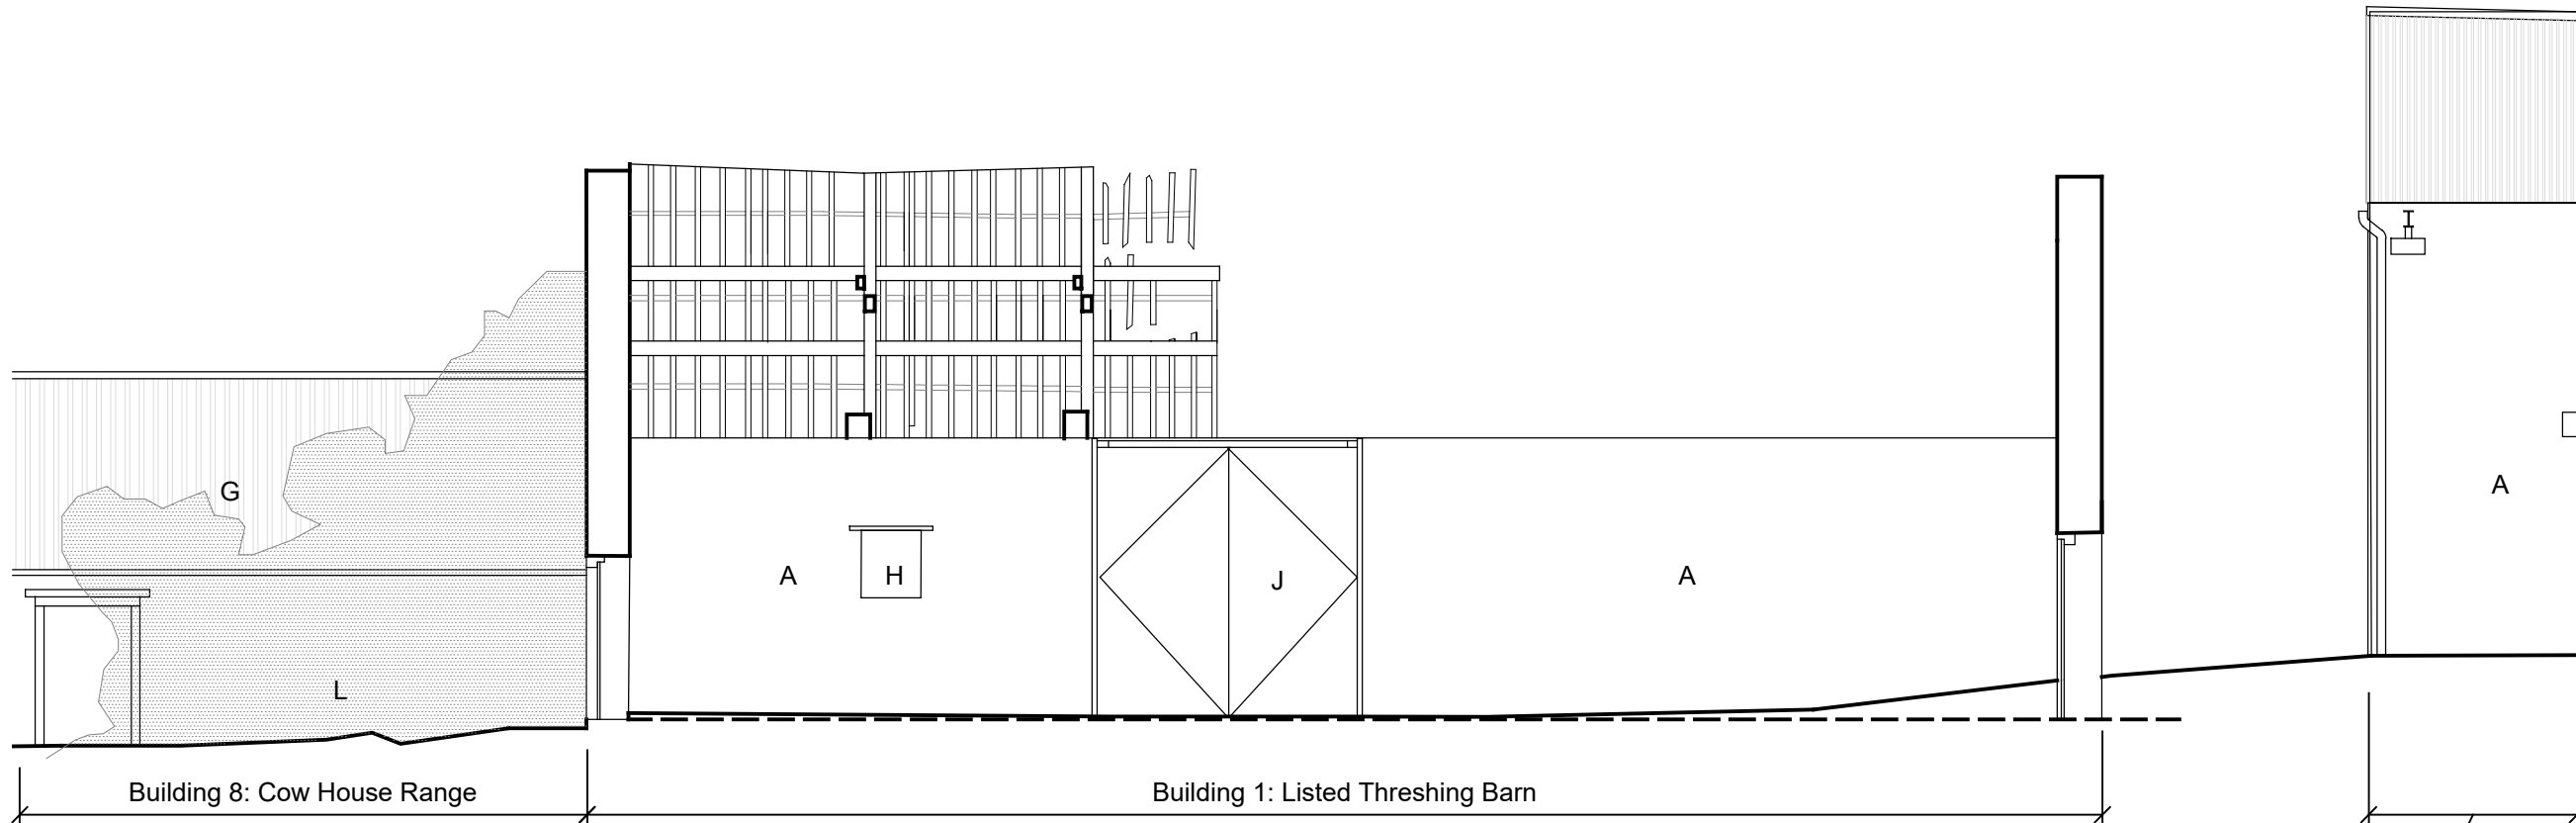 G
A
H
J
A
A
L
Building 8: Cow House Range
Building 1: Listed Threshing Barn